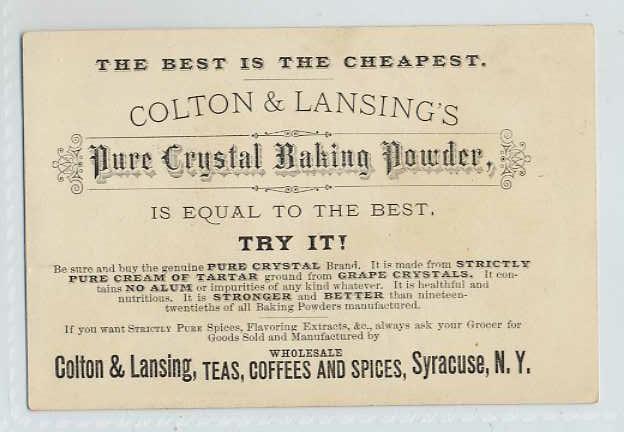 THE BEST IS THE CHEAPEST.
COLTON & LANSING'S
Pure Crystal Baking Powder,
IS EQUAL TO THE BEST.
TRY IT!
Be sure and buy the genuine PURE CRYSTAL Brand. It is made from STRICTLY
PURE CREAM OF TARTAR ground from GRAPE CRYSTALS. It con-
tains NO ALUM or impurities of any kind whatever. It is healthful and
nutritious. It is STRONGER and BETTER than nineteen-
twentieths of all Baking Powders manufactured.
If you want STRICTLY PURE Spices, Flavoring Extracts, &c., always ask your Grocer for
Goods Sold and Manufactured by
WHOLESALE
Colton & Lansing, TEAS, COFFEES AND SPICES, Syracuse, N. Y.